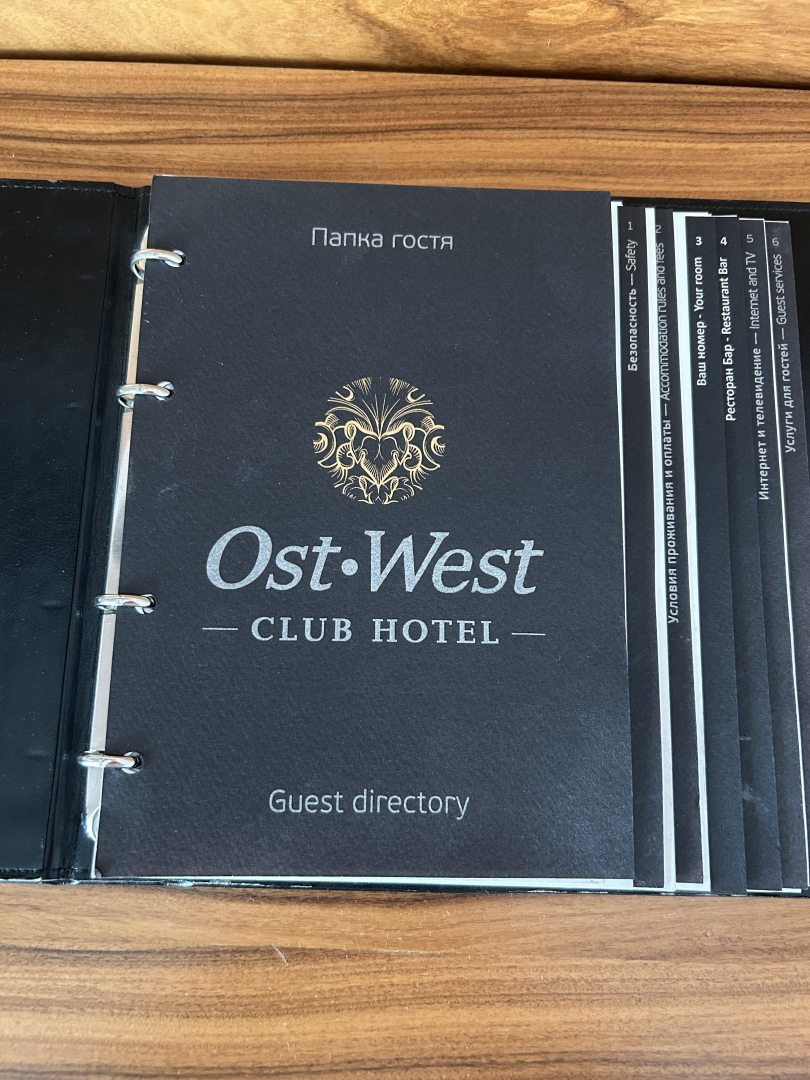 Папка гостя
Ost•West
— CLUB HOTEL —
Guest directory
1
Безопасность — Safety
2
Условия проживания и оплаты — Accommodation rules and fees
3
Ваш номер - Your room
4
Ресторан Бар - Restaurant Bar
5
Интернет и телевидение — Internet and TV
6
Услуги для гостей — Guest services